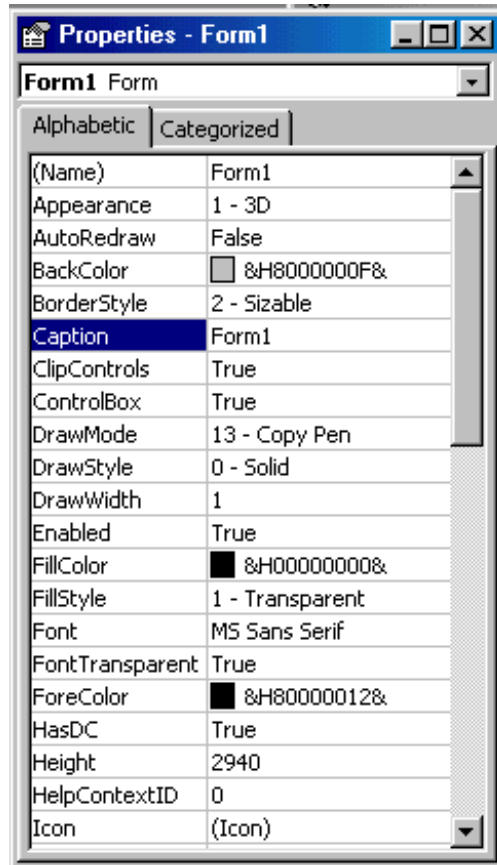 Properties - Form1
Form1 Form
Alphabetic Categorized
(Name) Form1
Appearance 1 - 3D
AutoRedraw False
BackColor &H8000000F&
BorderStyle 2 - Sizable
Caption Form1
ClipControls True
ControlBox True
DrawMode 13 - Copy Pen
DrawStyle 0 - Solid
DrawWidth 1
Enabled True
FillColor &H00000000&
FillStyle 1 - Transparent
Font MS Sans Serif
FontTransparent True
ForeColor &H80000012&
HasDC True
Height 2940
HelpContextID 0
Icon (Icon)